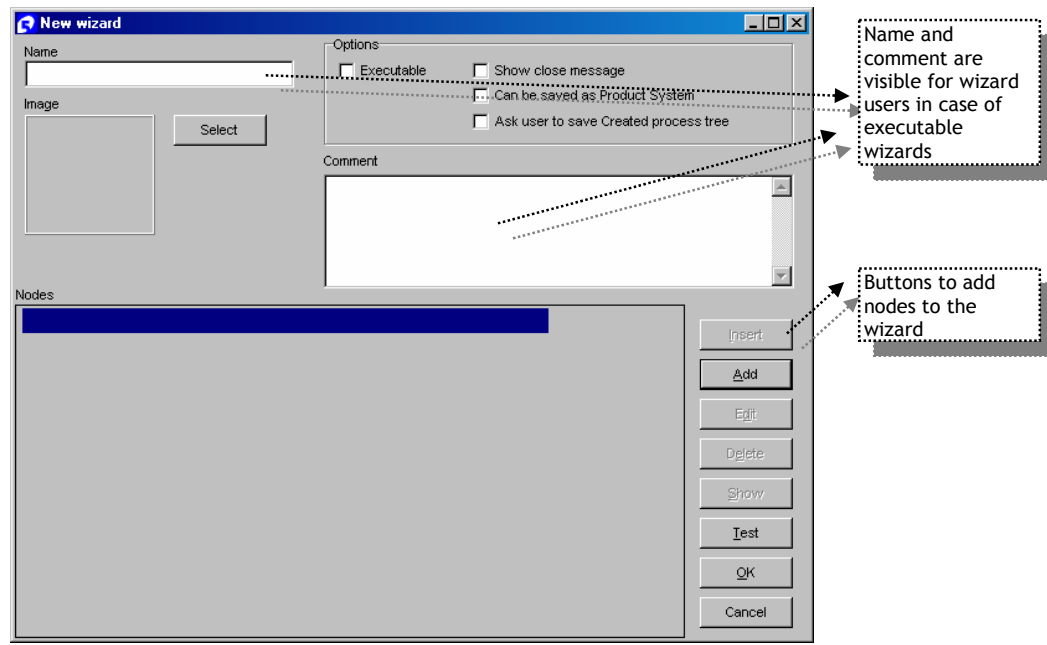 New wizard
Name
Image
Select
Options
Executable
Show close message
Can be saved as Product System
Ask user to save Created process tree
Comment
Nodes
Insert
Add
Edit
Delete
Show
Test
OK
Cancel
Name and
comment are
visible for wizard
users in case of
executable
wizards
Buttons to add
nodes to the
wizard